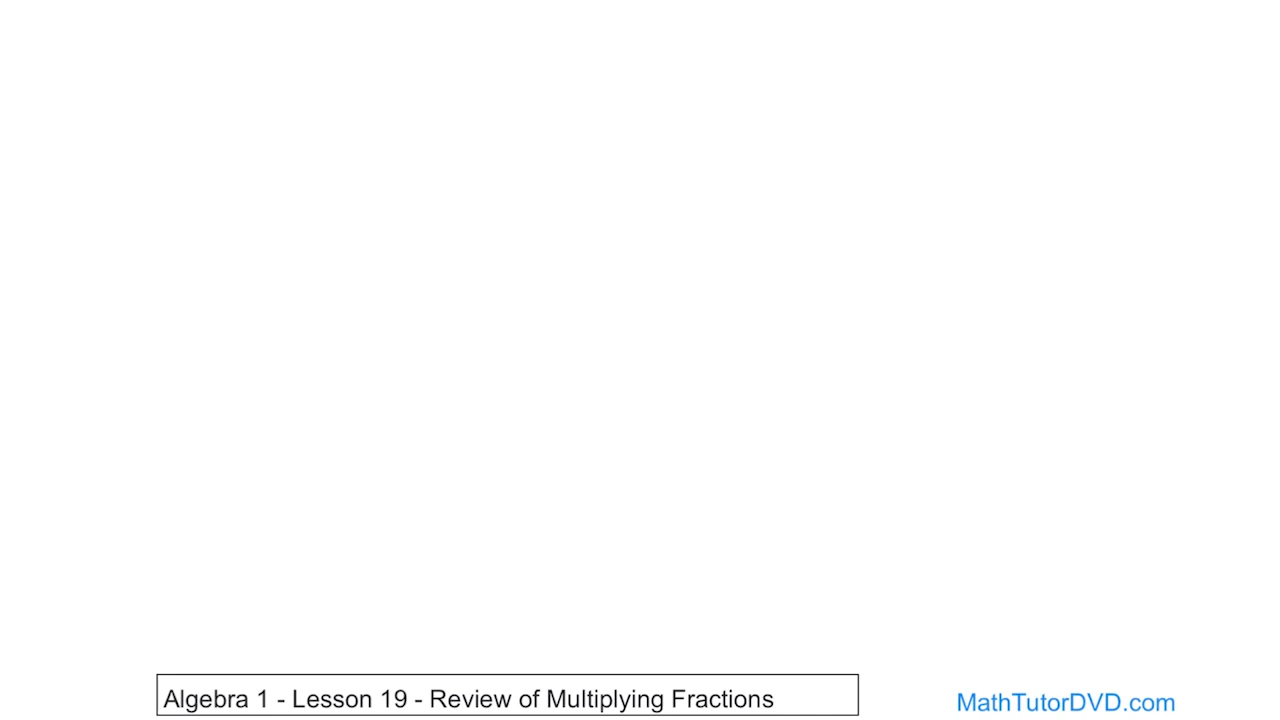 Algebra 1 - Lesson 19 - Review of Multiplying Fractions
MathTutorDVD.com